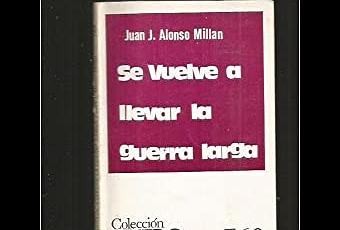 Juan J. Alonso Millan
Se Vuelve a
llevar la
guerra larga
Colección